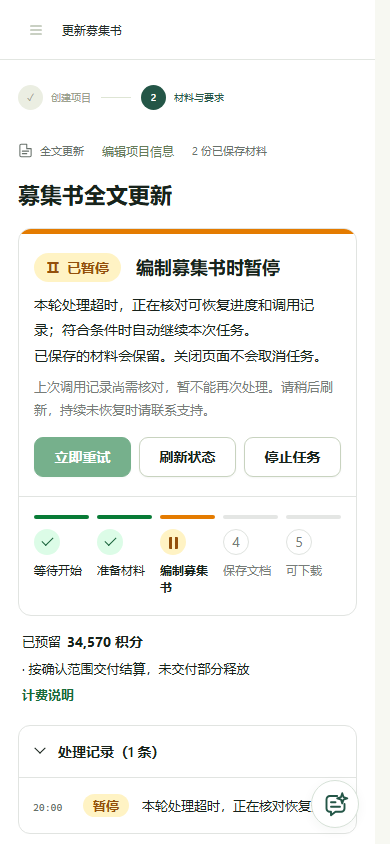 更新募集书
创建项目
2
材料与要求
全文更新
编辑项目信息
2 份已保存材料
募集书全文更新
已暂停
编制募集书时暂停
本轮处理超时，正在核对可恢复进度和调用记
录；符合条件时自动继续本次任务。
已保存的材料会保留。关闭页面不会取消任务。
上次调用记录尚需核对，暂不能再次处理。请稍后刷
新，持续未恢复时请联系支持。
立即重试
刷新状态
停止任务
等待开始
准备材料
编制募集
书
4
保存文档
5
可下载
已预留 34,570 积分
· 按确认范围交付结算，未交付部分释放
计费说明
处理记录（1 条）
20:00
暂停
本轮处理超时，正在核对恢复